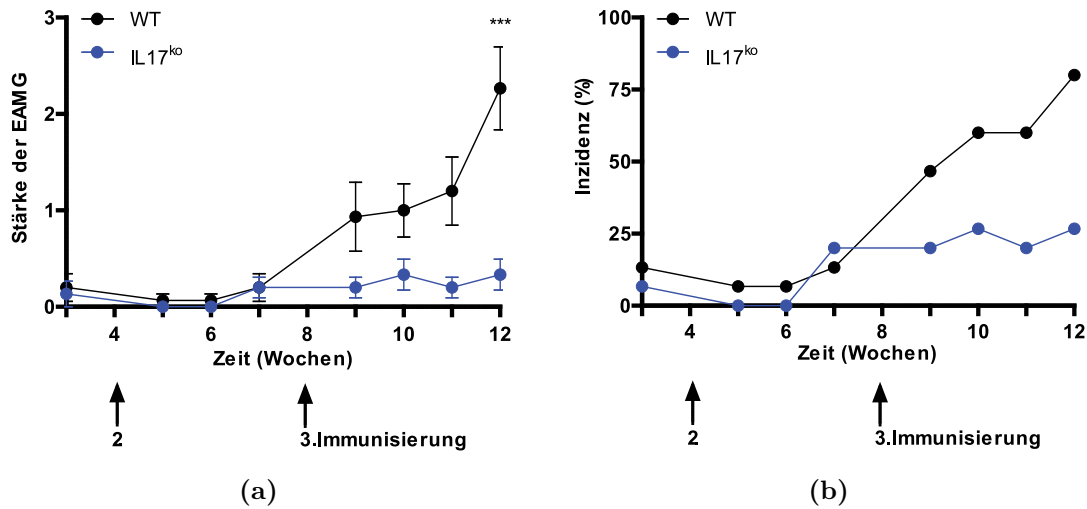 WT
IL17ko
***
Stärke der EAMG
3
2
1
0
4
6
8
10
12
Zeit (Wochen)
2
3.Immunisierung
(a)
WT
IL17ko
Inzidenz (%)
100
75
50
25
0
4
6
8
10
12
Zeit (Wochen)
2
3.Immunisierung
(b)